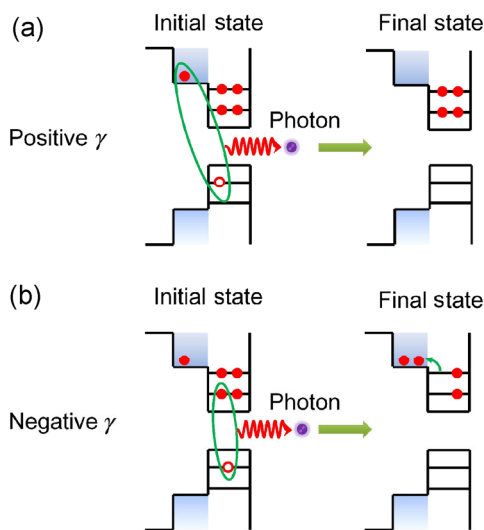 (a)
Initial state
Final state
Positive γ
Photon
(b)
Initial state
Final state
Negative γ
Photon